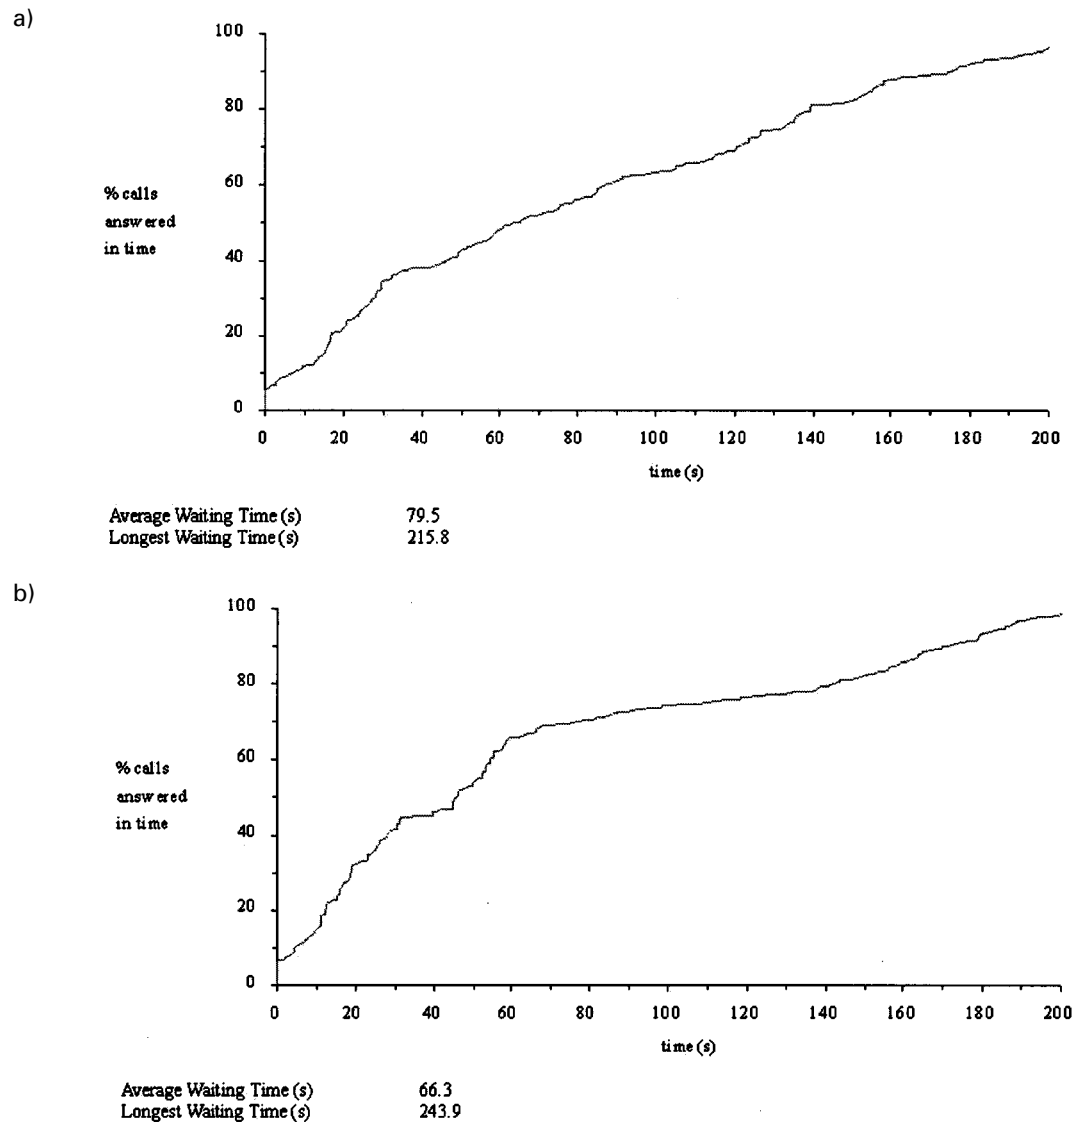 a)
100
80
60
40
20
0
% calls
answered
in time
0 20 40 60 80 100 120 140 160 180 200
time (s)
Average Waiting Time (s) 79.5
Longest Waiting Time (s) 215.8
b)
100
80
60
40
20
0
% calls
answered
in time
0 20 40 60 80 100 120 140 160 180 200
time (s)
Average Waiting Time (s) 66.3
Longest Waiting Time (s) 243.9